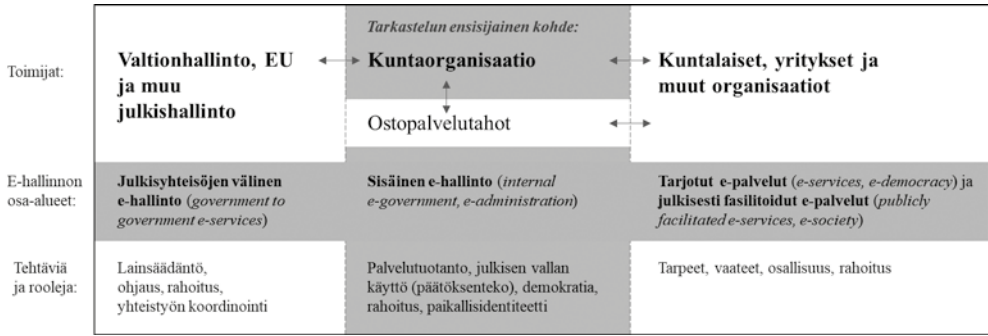 Tarkastelun ensisijainen kohde:
Toimijat:
Valtionhallinto, EU
ja muu
julkishallinto
Kuntaorganisaatio
Ostopalvelutahot
Kuntalaiset, yritykset ja
muut organisaatiot
E-hallinnon
osa-alueet:
Julkisyhteisöjen välinen
e-hallinto (government to
government e-services)
Sisäinen e-hallinto (internal
e-government, e-administration)
Tarjotut e-palvelut (e-services, e-democracy) ja
julkisesti fasilitoidut e-palvelut (publicly
facilitated e-services, e-society)
Tehtäviä
ja rooleja:
Lainsäädäntö,
ohjaus, rahoitus,
yhteistyön koordinointi
Palvelutuotanto, julkisen vallan
käyttö (päätöksenteko), demokratia,
rahoitus, paikallisidentiteetti
Tarpeet, vaateet, osallisuus, rahoitus